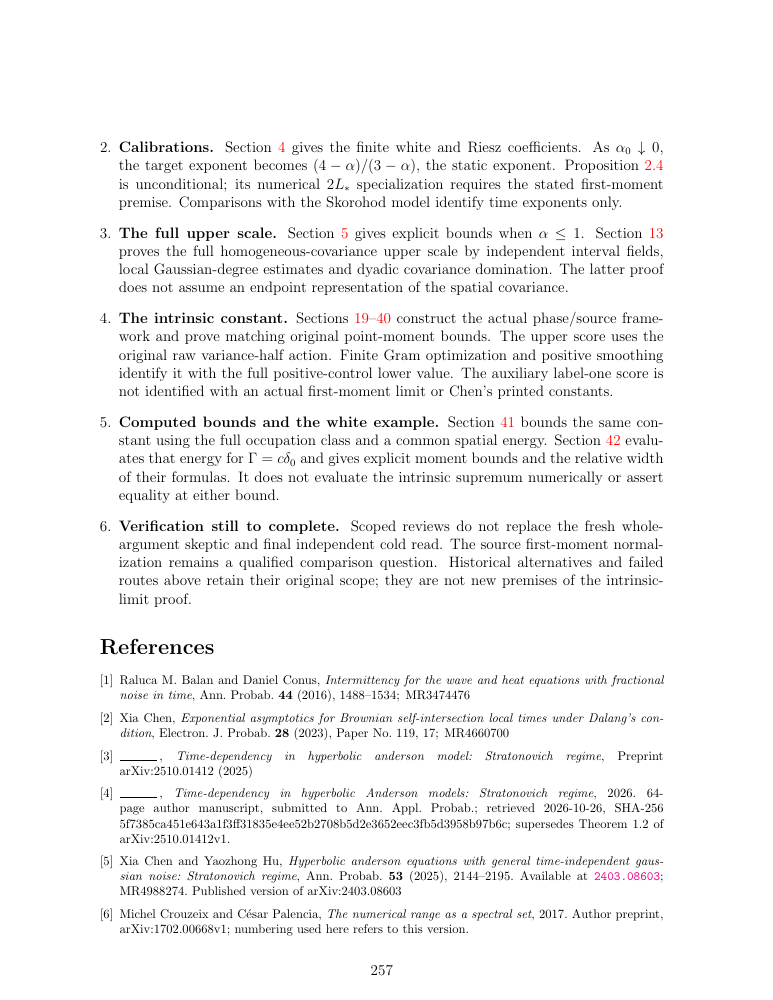 2. Calibrations. Section 4 gives the finite white and Riesz coefficients. As α₀ ↓ 0,
the target exponent becomes (4 − α)/(3 − α), the static exponent. Proposition 2.4
is unconditional; its numerical 2L∗ specialization requires the stated first-moment
premise. Comparisons with the Skorohod model identify time exponents only.
3. The full upper scale. Section 5 gives explicit bounds when α ≤ 1. Section 13
proves the full homogeneous-covariance upper scale by independent interval fields,
local Gaussian-degree estimates and dyadic covariance domination. The latter proof
does not assume an endpoint representation of the spatial covariance.
4. The intrinsic constant. Sections 19–40 construct the actual phase/source frame-
work and prove matching original point-moment bounds. The upper score uses the
original raw variance-half action. Finite Gram optimization and positive smoothing
identify it with the full positive-control lower value. The auxiliary label-one score is
not identified with an actual first-moment limit or Chen's printed constants.
5. Computed bounds and the white example. Section 41 bounds the same con-
stant using the full occupation class and a common spatial energy. Section 42 evalu-
ates that energy for Γ = cδ₀ and gives explicit moment bounds and the relative width
of their formulas. It does not evaluate the intrinsic supremum numerically or assert
equality at either bound.
6. Verification still to complete. Scoped reviews do not replace the fresh whole-
argument skeptic and final independent cold read. The source first-moment normal-
ization remains a qualified comparison question. Historical alternatives and failed
routes above retain their original scope; they are not new premises of the intrinsic-
limit proof.
References
[1] Raluca M. Balan and Daniel Conus, Intermittency for the wave and heat equations with fractional
noise in time, Ann. Probab. 44 (2016), 1488–1534; MR3474476
[2] Xia Chen, Exponential asymptotics for Brownian self-intersection local times under Dalang's con-
dition, Electron. J. Probab. 28 (2023), Paper No. 119, 17; MR4660700
[3] _____, Time-dependency in hyperbolic anderson model: Stratonovich regime, Preprint
arXiv:2510.01412 (2025)
[4] _____, Time-dependency in hyperbolic Anderson models: Stratonovich regime, 2026. 64-
page author manuscript, submitted to Ann. Appl. Probab.; retrieved 2026-10-26, SHA-256
5f7385ca451e643a1f3ff31835e4ee52b2708b5d2e3652eec3fb5d3958b97b6c; supersedes Theorem 1.2 of
arXiv:2510.01412v1.
[5] Xia Chen and Yaozhong Hu, Hyperbolic anderson equations with general time-independent gaus-
sian noise: Stratonovich regime, Ann. Probab. 53 (2025), 2144–2195. Available at 2403.08603;
MR4988274. Published version of arXiv:2403.08603
[6] Michel Crouzeix and César Palencia, The numerical range as a spectral set, 2017. Author preprint,
arXiv:1702.00668v1; numbering used here refers to this version.
257